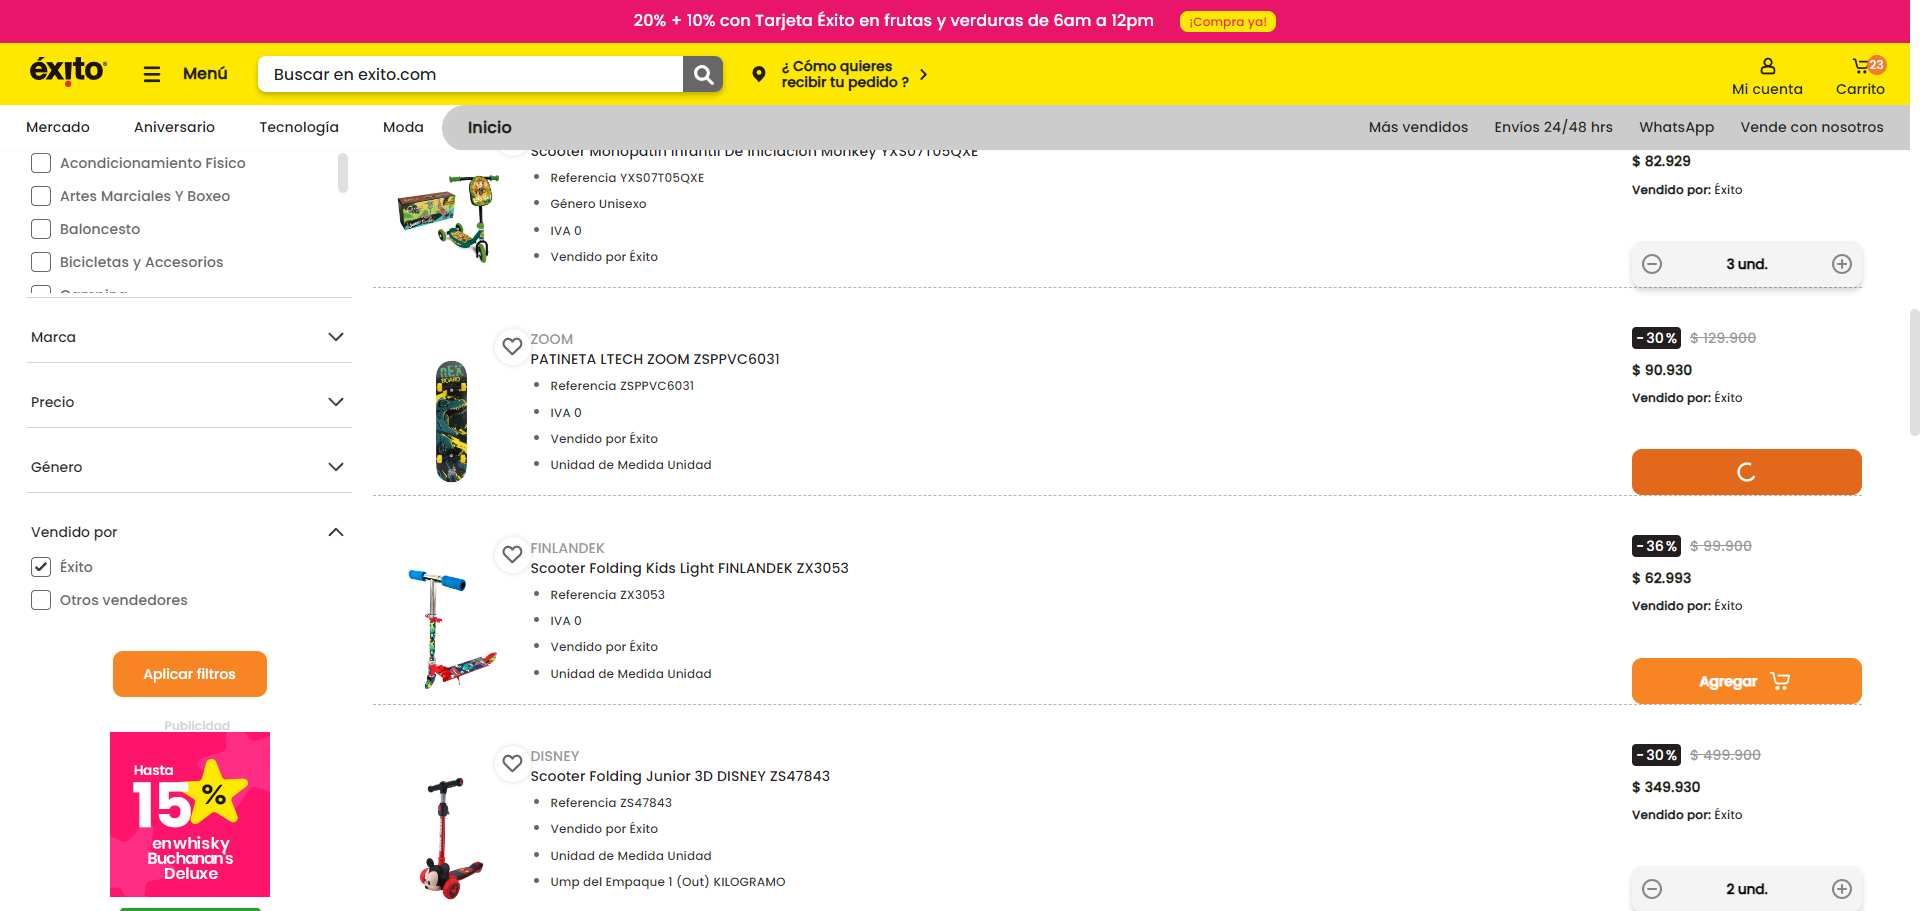 20% + 10% con Tarjeta Éxito en frutas y verduras de 6am a 12pm
¡Compra ya!
éxito
Menú
Buscar en exito.com
¿ Cómo quieres
recibir tu pedido ?
Mi cuenta
23
Carrito
Mercado
Aniversario
Tecnología
Moda
Inicio
Más vendidos
Envíos 24/48 hrs
WhatsApp
Vende con nosotros
Acondicionamiento Fisico
Artes Marciales Y Boxeo
Baloncesto
Bicicletas y Accesorios
Marca
Precio
Género
Vendido por
Éxito
Otros vendedores
Aplicar filtros
Publicidad
Hasta
15%
en whisky
Buchanan's
Deluxe
Scooter Monopatin Infantil De Iniciacion Monkey YXS07T05QXE
Referencia YXS07T05QXE
Género Unisexo
IVA 0
Vendido por Éxito
$ 82.929
Vendido por: Éxito
3 und.
ZOOM
PATINETA LTECH ZOOM ZSPPVC6031
Referencia ZSPPVC6031
IVA 0
Vendido por Éxito
Unidad de Medida Unidad
-30% $ 129.900
$ 90.930
Vendido por: Éxito
FINLANDEK
Scooter Folding Kids Light FINLANDEK ZX3053
Referencia ZX3053
IVA 0
Vendido por Éxito
Unidad de Medida Unidad
-36% $ 99.900
$ 62.993
Vendido por: Éxito
Agregar
DISNEY
Scooter Folding Junior 3D DISNEY ZS47843
Referencia ZS47843
Vendido por Éxito
Unidad de Medida Unidad
Ump del Empaque 1 (Out) KILOGRAMO
-30% $ 499.900
$ 349.930
Vendido por: Éxito
2 und.